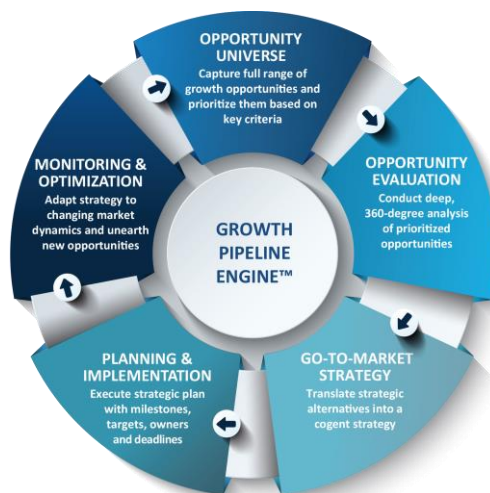 OPPORTUNITY
UNIVERSE
Capture full range of
growth opportunities and
prioritize them based on
key criteria
OPPORTUNITY
EVALUATION
Conduct deep,
360-degree analysis
of prioritized
opportunities
GO-TO-MARKET
STRATEGY
Translate strategic
alternatives into a
cogent strategy
PLANNING &
IMPLEMENTATION
Execute strategic plan
with milestones,
targets, owners
and deadlines
MONITORING &
OPTIMIZATION
Adapt strategy to
changing market
dynamics and unearth
new opportunities
GROWTH
PIPELINE
ENGINE™